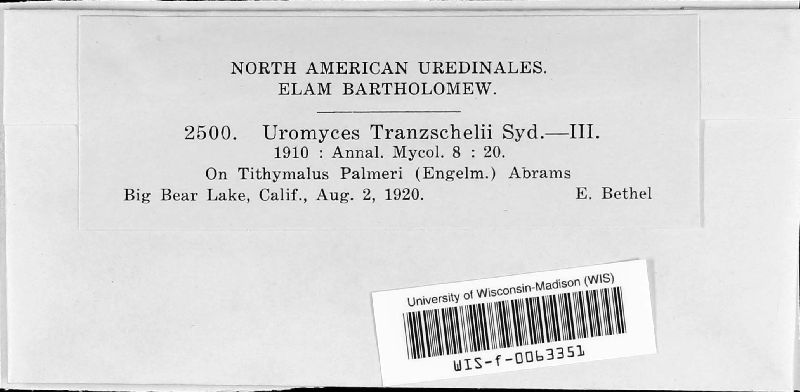 NORTH AMERICAN UREDINALES.
ELAM BARTHOLOMEW.
2500. Uromyces Tranzschelii Syd.—III.
1910 : Annal. Mycol. 8 : 20.
On Tithymalus Palmeri (Engelm.) Abrams
Big Bear Lake, Calif., Aug. 2, 1920. E. Bethel
University of Wisconsin-Madison (WIS)
WIS-f-0063351